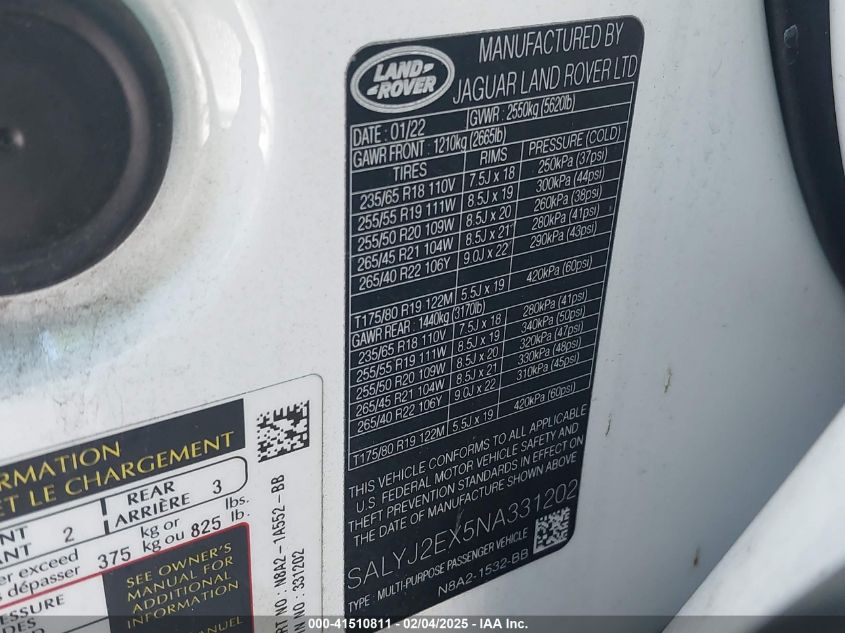 LAND
ROVER
MANUFACTURED BY
JAGUAR LAND ROVER LTD
DATE : 01/22 GVWR : 2550kg (5620lb)
GAWR FRONT : 1210kg (2665lb)
TIRES RIMS PRESSURE (COLD)
235/65 R18 110V 7.5J x 18 250kPa (37psi)
255/55 R19 111W 8.5J x 19 300kPa (44psi)
255/50 R20 109W 8.5J x 20 260kPa (38psi)
265/45 R21 104W 8.5J x 21 280kPa (41psi)
265/40 R22 106Y 9.0J x 22 290kPa (43psi)
T175/80 R19 122M 5.5J x 19 420kPa (60psi)
GAWR REAR : 1440kg (3170lb)
235/65 R18 110V 7.5J x 18 280kPa (41psi)
255/55 R19 111W 8.5J x 19 340kPa (50psi)
255/50 R20 109W 8.5J x 20 320kPa (47psi)
265/45 R21 104W 8.5J x 21 330kPa (48psi)
265/40 R22 106Y 9.0J x 22 310kPa (45psi)
T175/80 R19 122M 5.5J x 19 420kPa (60psi)
THIS VEHICLE CONFORMS TO ALL APPLICABLE
U.S. FEDERAL MOTOR VEHICLE SAFETY AND
THEFT PREVENTION STANDARDS IN EFFECT ON
THE DATE OF MANUFACTURE SHOWN ABOVE
SALYJ2EX5NA331202
TYPE : MULTI-PURPOSE PASSENGER VEHICLE
N8A2-1532-BB
ET LE CHARGEMENT
2 REAR 3
ARRIÈRE
exceed 375 kg or 825 lbs.
dépasser kg ou lb.
SEE OWNER'S
MANUAL FOR
ADDITIONAL
INFORMATION
N8A2-1A552-BB
NO : 331202
000-41510811 - 02/04/2025 - IAA Inc.